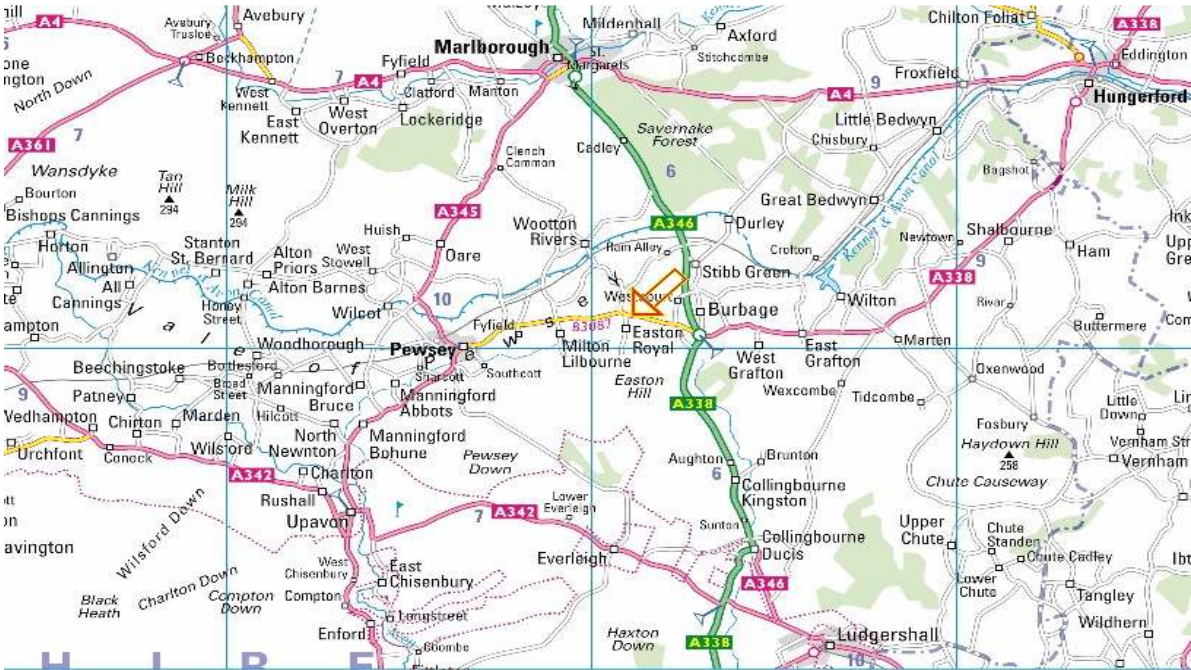 A4
Avebury
Trusloe
Avebury
Beckhampton
North Down
7
A361
Wansdyke
Bourton
Bishops Cannings
Horton
Allington
All
Cannings
Tan
Hill
294
Milk
Hill
294
Stanton
St. Bernard
Alton
Priors
Alton Barnes
Honey
Street
West
Kennett
East
Kennett
7
A4
West
Overton
Fyfield
Clatford
Manton
Lockeridge
Marlborough
St.
Margarets
Mildenhall
Axford
Stitchcombe
Clench
Common
A345
Huish
West
Stowell
Oare
Wilcot
10
Wootton
Rivers
Cadley
Savernake
Forest
6
A346
Durley
Stibb Green
Burbage
Chilton Foliat
A338
Eddington
Froxfield
9
A4
Hungerford
Little Bedwyn
Chisbury
Great Bedwyn
Kennet & Avon Canal
Crofton
Wilton
Bagshot
Newtown
Shalbourne
Ham
A338
9
Rivar
Buttermere
Vale of Pewsey
Fyfield
B3087
Easton
Royal
Milton
Lilbourne
Pewsey
Sharcott
Southcott
Easton
Hill
West
Grafton
East
Grafton
Marten
Wexcombe
Tidcombe
Oxenwood
Fosbury
Haydown Hill
258
Chute Causeway
Little
Down
Vernham
Woodborough
Bottlesford
Broad
Street
Beechingstoke
Patney
Manningford
Bruce
Manningford
Abbots
Hilcott
9
Marden
Chirton
Wilsford
Urchfont
Conock
North
Newnton
Manningford
Bohune
Charlton
A342
Rushall
Upavon
Pewsey
Down
A338
Aughton
Brunton
6
Collingbourne
Kingston
Sunton
Collingbourne
Ducis
Lower
Everleigh
A342
7
Everleigh
A346
Upper
Chute
Chute
Standen
Chute Cadley
Lower
Chute
Tangley
Wildhern
Wilsford Down
Charlton Down
Black
Heath
Compton
Down
West
Chisenbury
East
Chisenbury
Compton
Longstreet
Enford
Coombe
Haxton
Down
A338
Ludgershall
10
H I R E